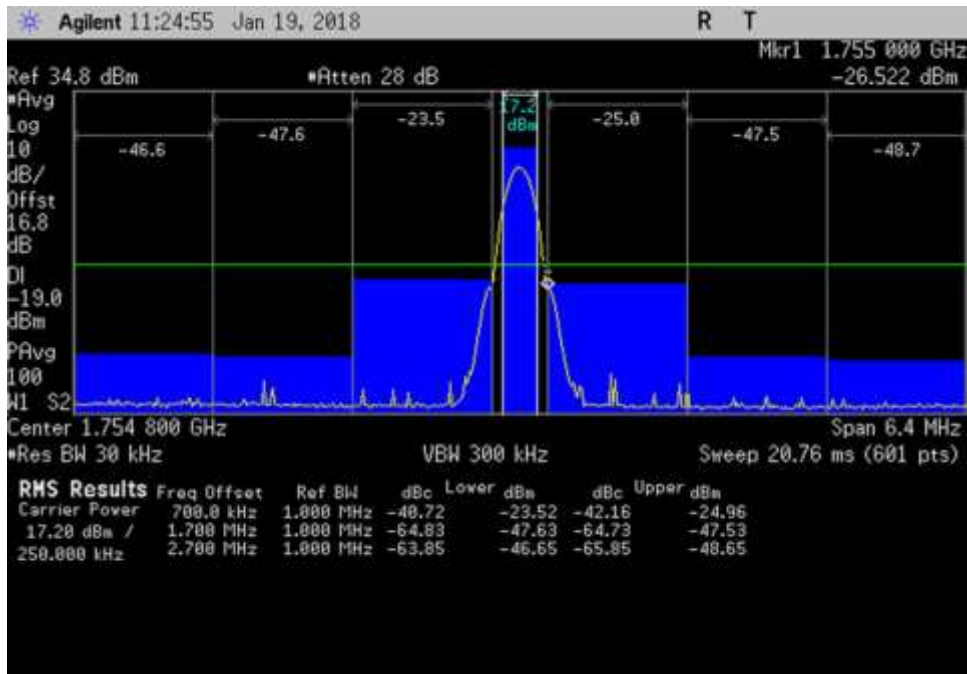 Agilent 11:24:55 Jan 19, 2018 R T
Mkr1 1.755 000 GHz
Ref 34.8 dBm #Atten 28 dB -26.522 dBm
#Avg
Log
10
dB/
Offst
16.8
dB
DI
-19.0
dBm
PAvg
100
W1 S2
-46.6
-47.6
-23.5
17.2
dBm
-25.0
-47.5
-48.7
Center 1.754 800 GHz Span 6.4 MHz
#Res BW 30 kHz VBW 300 kHz Sweep 20.76 ms (601 pts)
RMS Results Freq Offset Ref BW dBc Lower dBm dBc Upper dBm
Carrier Power 700.0 kHz 1.000 MHz -40.72 -23.52 -42.16 -24.96
17.20 dBm / 1.700 MHz 1.000 MHz -64.83 -47.63 -64.73 -47.53
250.000 kHz 2.700 MHz 1.000 MHz -63.85 -46.65 -65.85 -48.65